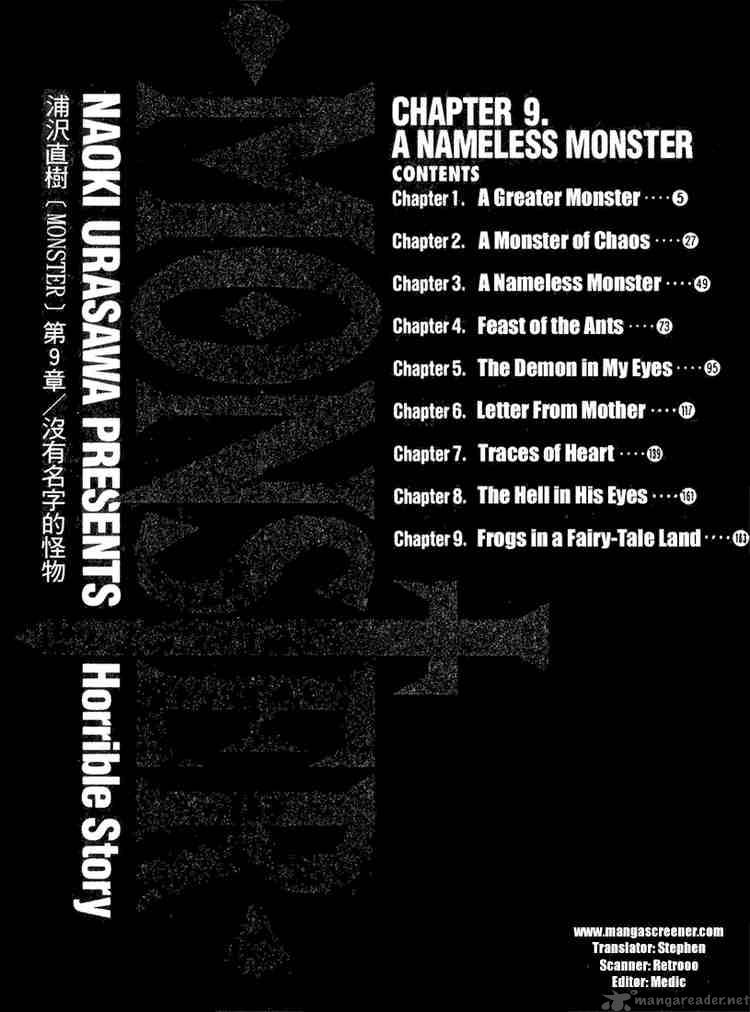 浦沢直樹〔MONSTER〕第9章／沒有名字的怪物
NAOKI URASAWA PRESENTS Horrible Story
MONSTER
CHAPTER 9.
A NAMELESS MONSTER
CONTENTS
Chapter 1. A Greater Monster ···· 5
Chapter 2. A Monster of Chaos ···· 27
Chapter 3. A Nameless Monster ···· 49
Chapter 4. Feast of the Ants ···· 73
Chapter 5. The Demon in My Eyes ···· 95
Chapter 6. Letter From Mother ···· 117
Chapter 7. Traces of Heart ···· 139
Chapter 8. The Hell in His Eyes ···· 161
Chapter 9. Frogs in a Fairy-Tale Land ···· 183
www.mangascreener.com
Translator: Stephen
Scanner: Retrooo
Editor: Medic
mangareader.net